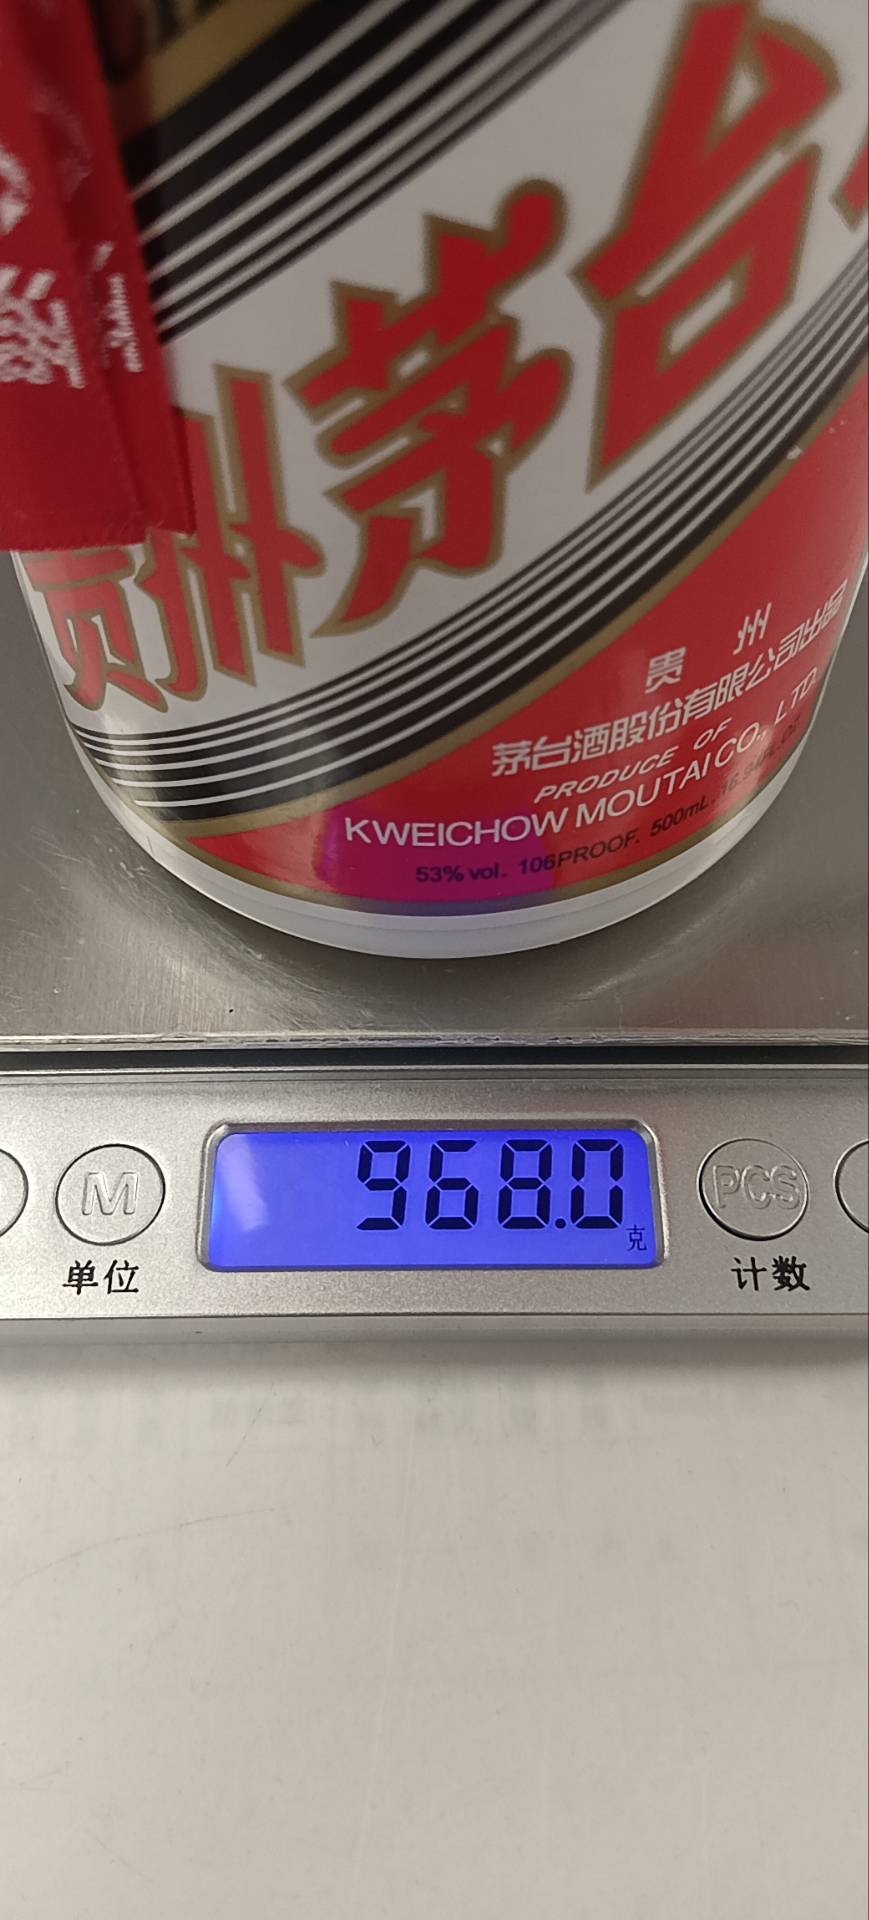 贵州茅台
贵州
茅台酒股份有限公司出品
PRODUCE OF
KWEICHOW MOUTAI CO., LTD.
53% vol. 106PROOF. 500mL.
968.0
克
M
PCS
单位
计数